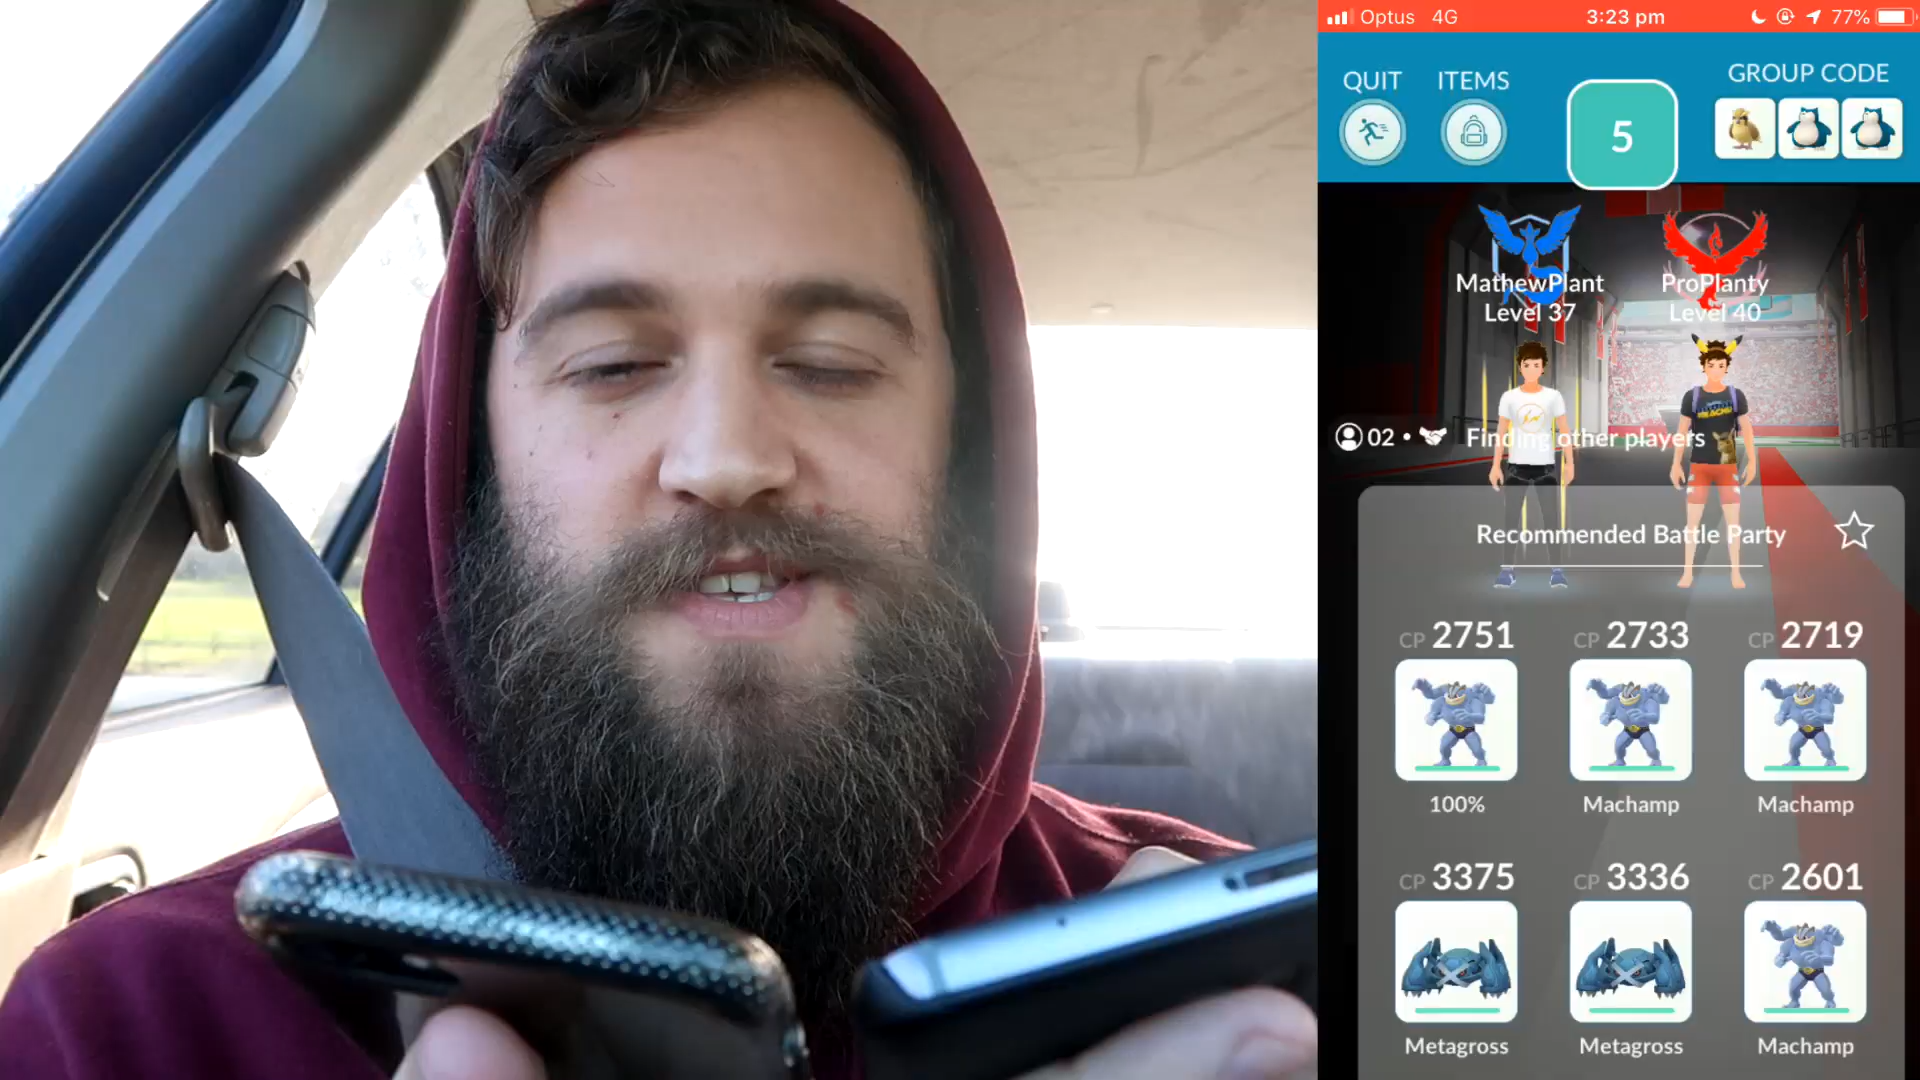 Optus 4G 3:23 pm 77%
QUIT ITEMS GROUP CODE
5
MathewPlant ProPlanty
Level 37 Level 40
02 • Finding other players
Recommended Battle Party
CP 2751 CP 2733 CP 2719
100% Machamp Machamp
CP 3375 CP 3336 CP 2601
Metagross Metagross Machamp